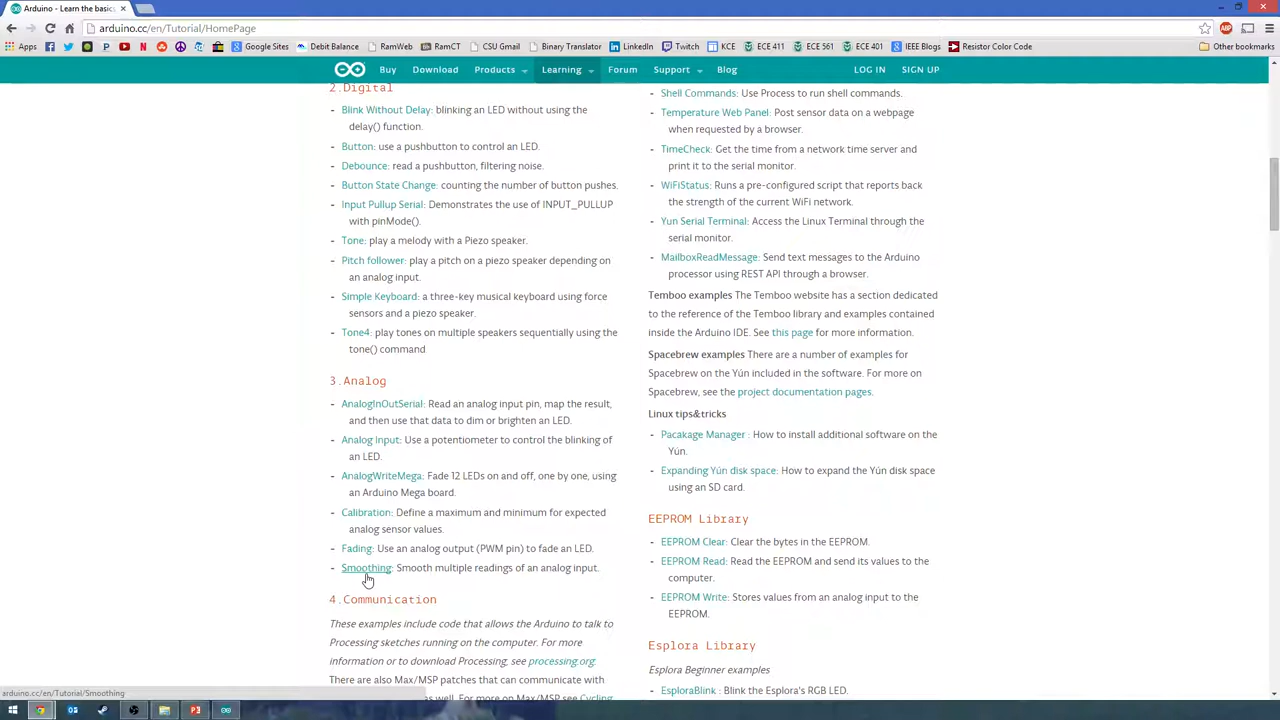 Arduino - Learn the basics
arduino.cc/en/Tutorial/HomePage
Apps
Google Sites
Debit Balance
RamWeb
RamCT
CSU Gmail
Binary Translator
LinkedIn
Twitch
KCE
ECE 411
ECE 561
ECE 401
IEEE Blogs
Resistor Color Code
Other bookmarks
Buy
Download
Products
Learning
Forum
Support
Blog
LOG IN
SIGN UP
2.Digital
- Blink Without Delay: blinking an LED without using the
delay() function.
- Button: use a pushbutton to control an LED.
- Debounce: read a pushbutton, filtering noise.
- Button State Change: counting the number of button pushes.
- Input Pullup Serial: Demonstrates the use of INPUT_PULLUP
with pinMode().
- Tone: play a melody with a Piezo speaker.
- Pitch follower: play a pitch on a piezo speaker depending on
an analog input.
- Simple Keyboard: a three-key musical keyboard using force
sensors and a piezo speaker.
- Tone4: play tones on multiple speakers sequentially using the
tone() command
3.Analog
- AnalogInOutSerial: Read an analog input pin, map the result,
and then use that data to dim or brighten an LED.
- Analog Input: Use a potentiometer to control the blinking of
an LED.
- AnalogWriteMega: Fade 12 LEDs on and off, one by one, using
an Arduino Mega board.
- Calibration: Define a maximum and minimum for expected
analog sensor values.
- Fading: Use an analog output (PWM pin) to fade an LED.
- Smoothing: Smooth multiple readings of an analog input.
4.Communication
These examples include code that allows the Arduino to talk to
Processing sketches running on the computer. For more
information or to download Processing, see processing.org.
There are also Max/MSP patches that can communicate with
as well. For more on Max/MSP see Cycling
- Shell Commands: Use Process to run shell commands.
- Temperature Web Panel: Post sensor data on a webpage
when requested by a browser.
- TimeCheck: Get the time from a network time server and
print it to the serial monitor.
- WiFiStatus: Runs a pre-configured script that reports back
the strength of the current WiFi network.
- Yun Serial Terminal: Access the Linux Terminal through the
serial monitor.
- MailboxReadMessage: Send text messages to the Arduino
processor using REST API through a browser.
Temboo examples The Temboo website has a section dedicated
to the reference of the Temboo library and examples contained
inside the Arduino IDE. See this page for more information.
Spacebrew examples There are a number of examples for
Spacebrew on the Yún included in the software. For more on
Spacebrew, see the project documentation pages.
Linux tips&tricks
- Pacakage Manager : How to install additional software on the
Yún.
- Expanding Yún disk space: How to expand the Yún disk space
using an SD card.
EEPROM Library
- EEPROM Clear: Clear the bytes in the EEPROM.
- EEPROM Read: Read the EEPROM and send its values to the
computer.
- EEPROM Write: Stores values from an analog input to the
EEPROM.
Esplora Library
Esplora Beginner examples
- EsploraBlink : Blink the Esplora's RGB LED.
arduino.cc/en/Tutorial/Smoothing